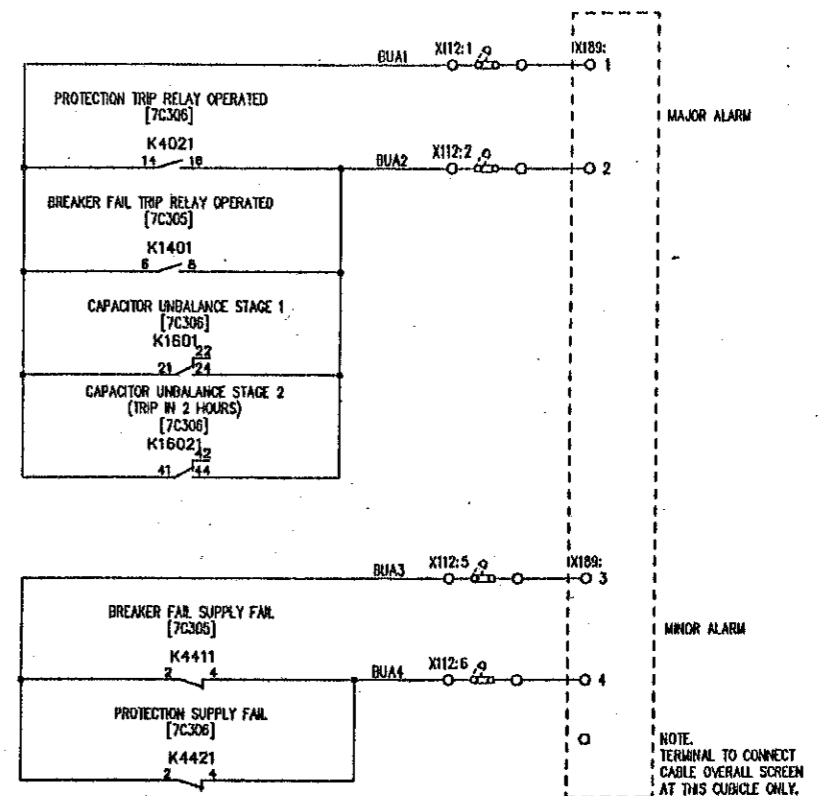 BUA1 X112:1 X189: 1
PROTECTION TRIP RELAY OPERATED
[7C306]
MAJOR ALARM
K4021
14 18
BUA2 X112:2 2
BREAKER FAIL TRIP RELAY OPERATED
[7C305]
K1401
6 8
CAPACITOR UNBALANCE STAGE 1
[7C306]
K1601
22
21 24
CAPACITOR UNBALANCE STAGE 2
(TRIP IN 2 HOURS)
[7C306]
K16021
42
41 44
BUA3 X112:5 X189: 3
BREAKER FAIL SUPPLY FAIL
[7C305]
MINOR ALARM
K4411
2 4
BUA4 X112:6 4
PROTECTION SUPPLY FAIL
[7C306]
K4421
2 4
NOTE.
TERMINAL TO CONNECT
CABLE OVERALL SCREEN
AT THIS CUBICLE ONLY.